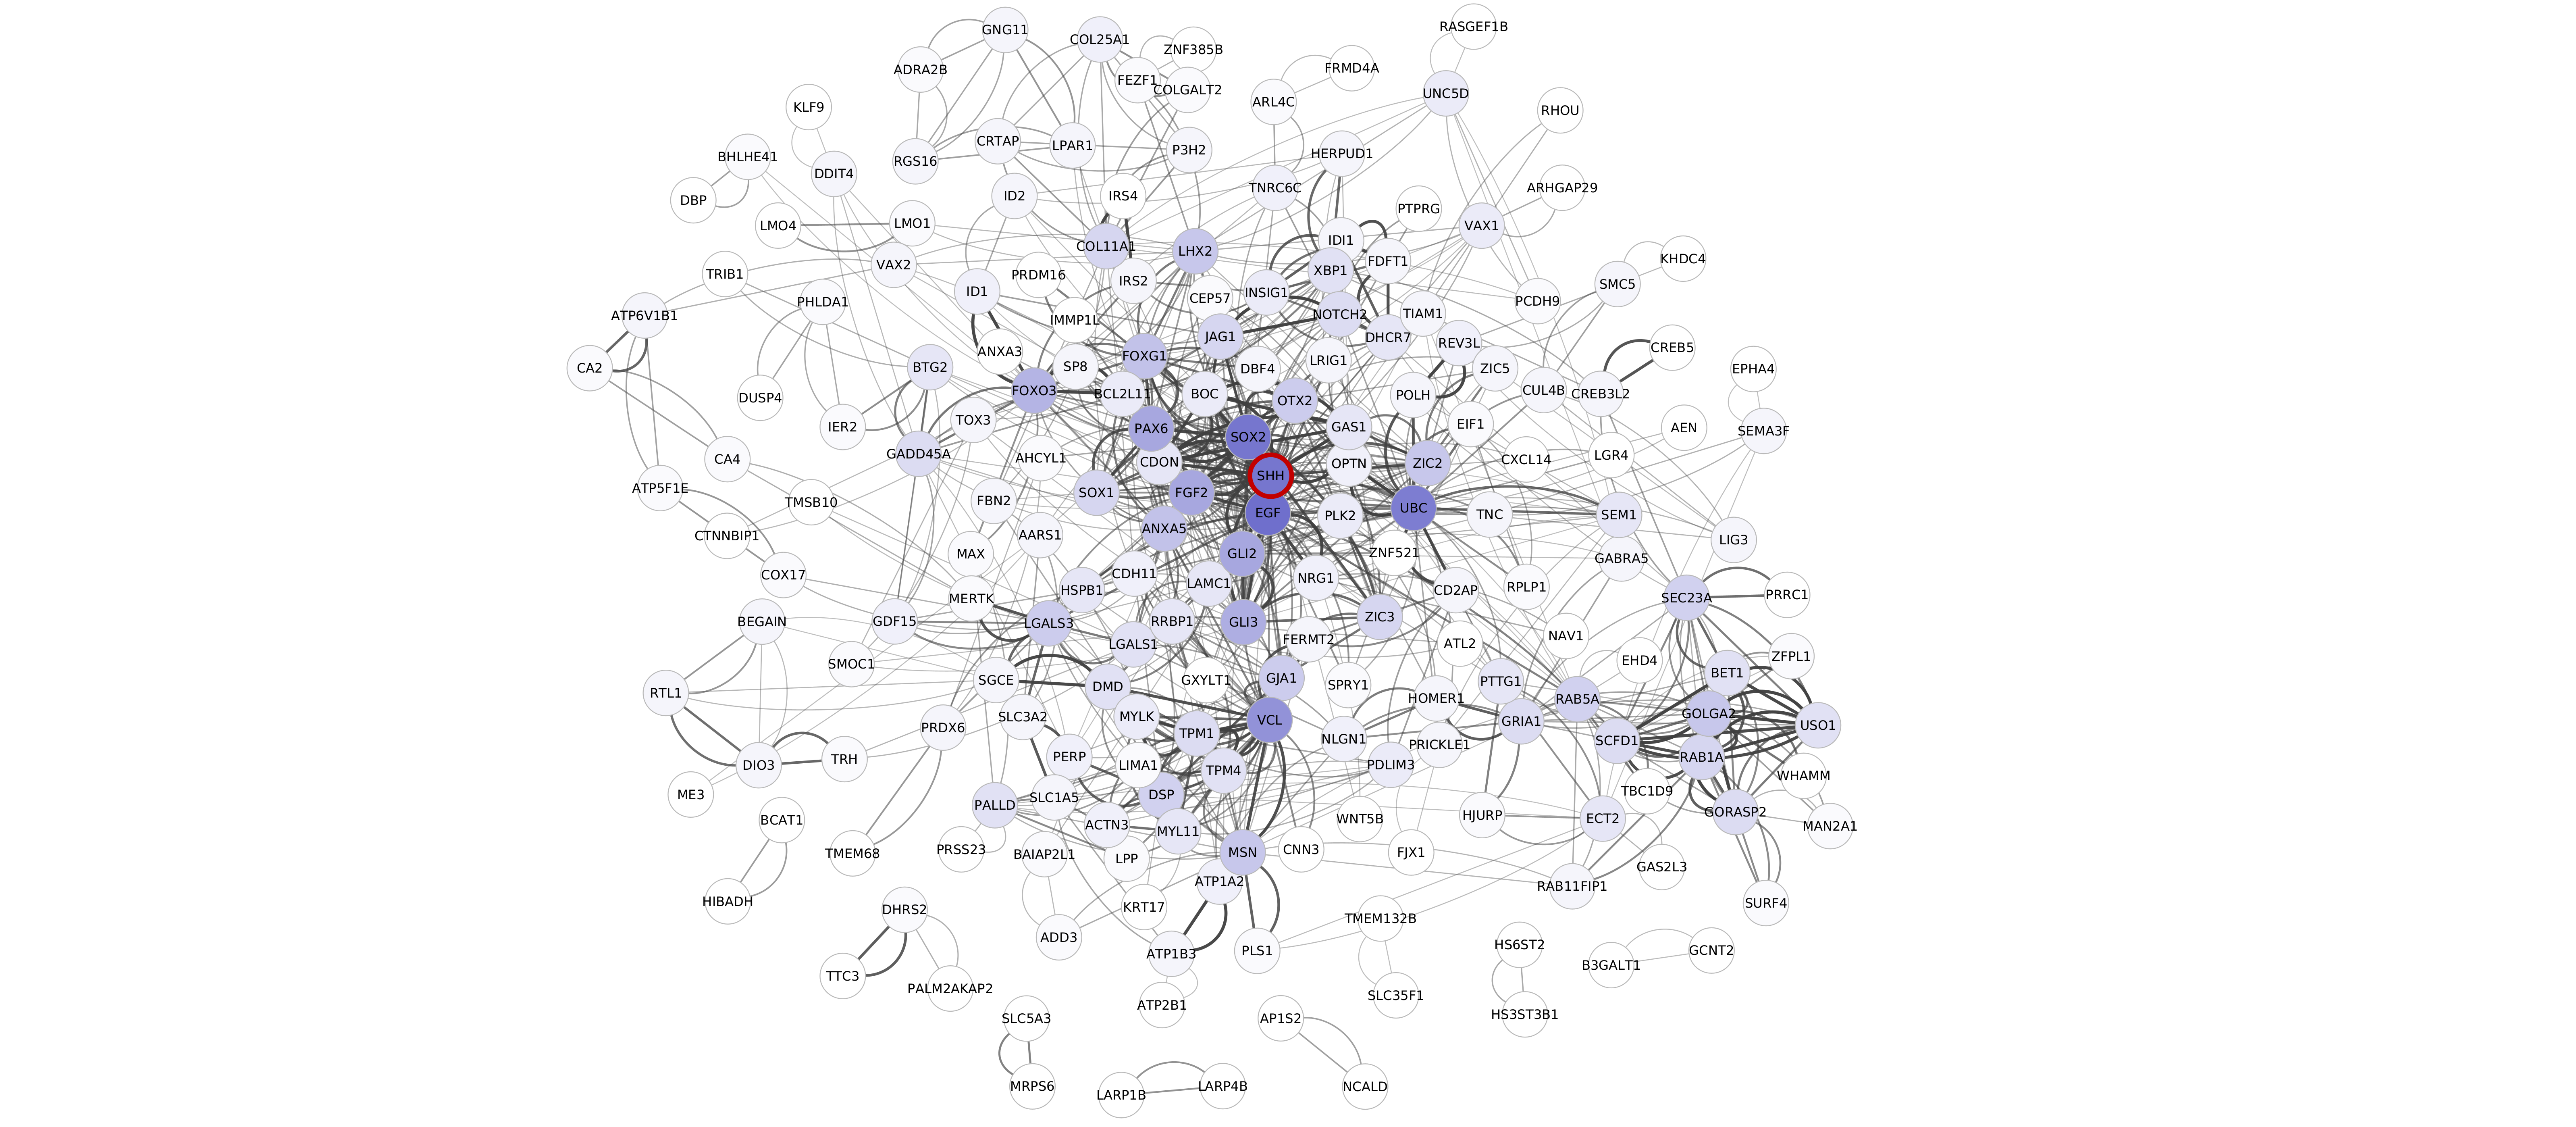 RASGEF1B
GNG11
COL25A1
ZNF385B
ADRA2B
FEZF1
COLGALT2
FRMD4A
ARL4C
UNC5D
KLF9
RHOU
CRTAP
LPAR1
P3H2
HERPUD1
BHLHE41
RGS16
DDIT4
DBP
ID2
IRS4
TNRC6C
ARHGAP29
PTPRG
LMO4
LMO1
VAX1
COL11A1
LHX2
IDI1
KHDC4
VAX2
FDFT1
XBP1
TRIB1
PRDM16
IRS2
SMC5
ID1
CEP57
INSIG1
PCDH9
PHLDA1
ATP6V1B1
IMMP1L
NOTCH2
TIAM1
JAG1
DHCR7
REV3L
CREB5
ANXA3
FOXG1
CA2
BTG2
SP8
DBF4
LRIG1
ZIC5
EPHA4
FOXO3
BCL2L11
BOC
OTX2
POLH
CUL4B
CREB3L2
DUSP4
IER2
TOX3
PAX6
SOX2
GAS1
EIF1
AEN
SEMA3F
GADD45A
AHCYL1
CDON
OPTN
ZIC2
CXCL14
LGR4
CA4
SHH
ATP5F1E
TMSB10
FBN2
SOX1
FGF2
EGF
PLK2
UBC
TNC
SEM1
CTNNBIP1
AARS1
ANXA5
LIG3
MAX
GLI2
ZNF521
GABRA5
COX17
CDH11
LAMC1
NRG1
HSPB1
CD2AP
RPLP1
MERTK
SEC23A
PRRC1
BEGAIN
GDF15
LGALS3
RRBP1
GLI3
ZIC3
LGALS1
FERMT2
ATL2
NAV1
SMOC1
EHD4
ZFPL1
RTL1
SGCE
DMD
GXYLT1
GJA1
SPRY1
PTTG1
BET1
HOMER1
RAB5A
PRDX6
SLC3A2
MYLK
VCL
GRIA1
GOLGA2
USO1
TPM1
NLGN1
PRICKLE1
SCFD1
DIO3
TRH
PERP
LIMA1
TPM4
PDLIM3
RAB1A
WHAMM
ME3
PALLD
SLC1A5
DSP
TBC1D9
BCAT1
ACTN3
MYL11
WNT5B
HJURP
ECT2
GORASP2
MAN2A1
TMEM68
PRSS23
BAIAP2L1
LPP
MSN
CNN3
FJX1
GAS2L3
HIBADH
ATP1A2
RAB11FIP1
SURF4
DHRS2
KRT17
TMEM132B
ADD3
ATP1B3
PLS1
HS6ST2
B3GALT1
GCNT2
TTC3
PALM2AKAP2
ATP2B1
SLC35F1
HS3ST3B1
SLC5A3
AP1S2
MRPS6
LARP1B
LARP4B
NCALD